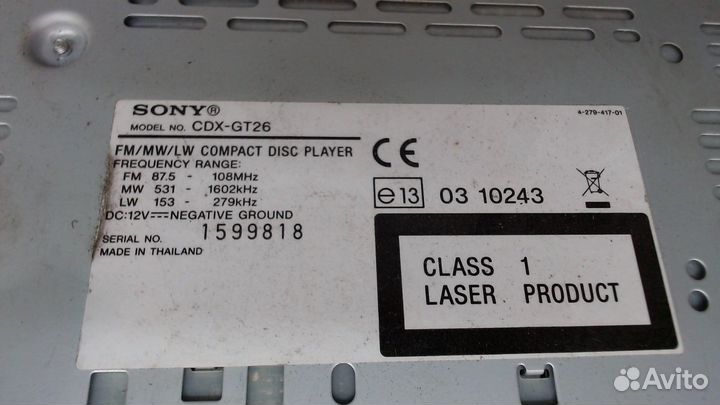 SONY®
MODEL NO. CDX-GT26
4-279-417-01
FM/MW/LW COMPACT DISC PLAYER
FREQUENCY RANGE:
FM 87.5 - 108MHz
MW 531 - 1602kHz
LW 153 - 279kHz
DC:12V⎓NEGATIVE GROUND
SERIAL NO. 1599818
MADE IN THAILAND
CE
e13 03 10243
CLASS 1
LASER PRODUCT
Avito